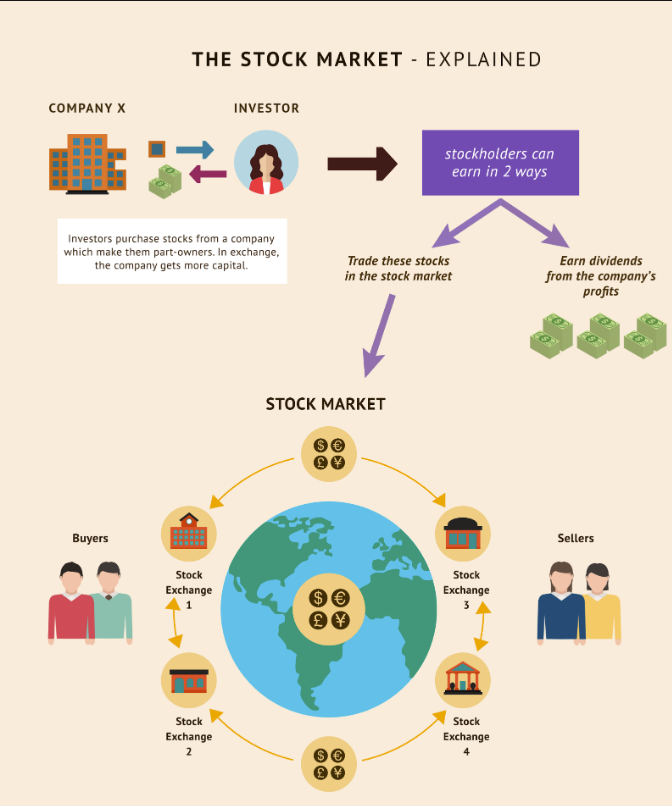 THE STOCK MARKET - EXPLAINED
COMPANY X
INVESTOR
stockholders can
earn in 2 ways
Investors purchase stocks from a company
which make them part-owners. In exchange,
the company gets more capital.
Trade these stocks
in the stock market
Earn dividends
from the company's
profits
STOCK MARKET
$ €
£ ¥
Buyers
Sellers
Stock
Exchange
1
Stock
Exchange
3
$ €
£ ¥
Stock
Exchange
2
Stock
Exchange
4
$ €
£ ¥